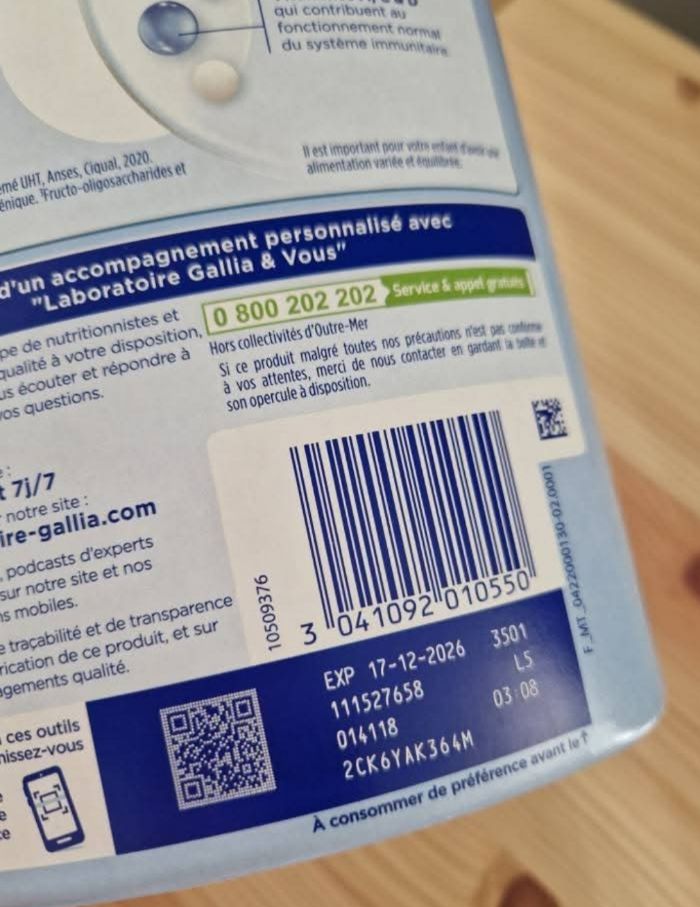 qui contribuent au
fonctionnement normal
du système immunitaire
Il est important pour votre enfant d'avoir une
alimentation variée et équilibrée.
mé UHT, Anses, Ciqual, 2020.
énique. Fructo-oligosaccharides et
d'un accompagnement personnalisé avec
"Laboratoire Gallia & Vous"
pe de nutritionnistes et
qualité à votre disposition,
us écouter et répondre à
vos questions.
0 800 202 202 Service & appel gratuits
Hors collectivités d'Outre-Mer
Si ce produit malgré toutes nos précautions n'est pas conforme
à vos attentes, merci de nous contacter en gardant la boîte et
son opercule à disposition.
e :
t 7j/7
notre site :
ire-gallia.com
, podcasts d'experts
sur notre site et nos
ns mobiles.
e traçabilité et de transparence
rication de ce produit, et sur
agements qualité.
10509376
3 041092 010550
F_MT_0422000130-02.0001
ces outils
nissez-vous
e
e
ce
EXP 17-12-2026 3501
111527658 L5
014118 03:08
2CK6YAK364M
À consommer de préférence avant le ↑